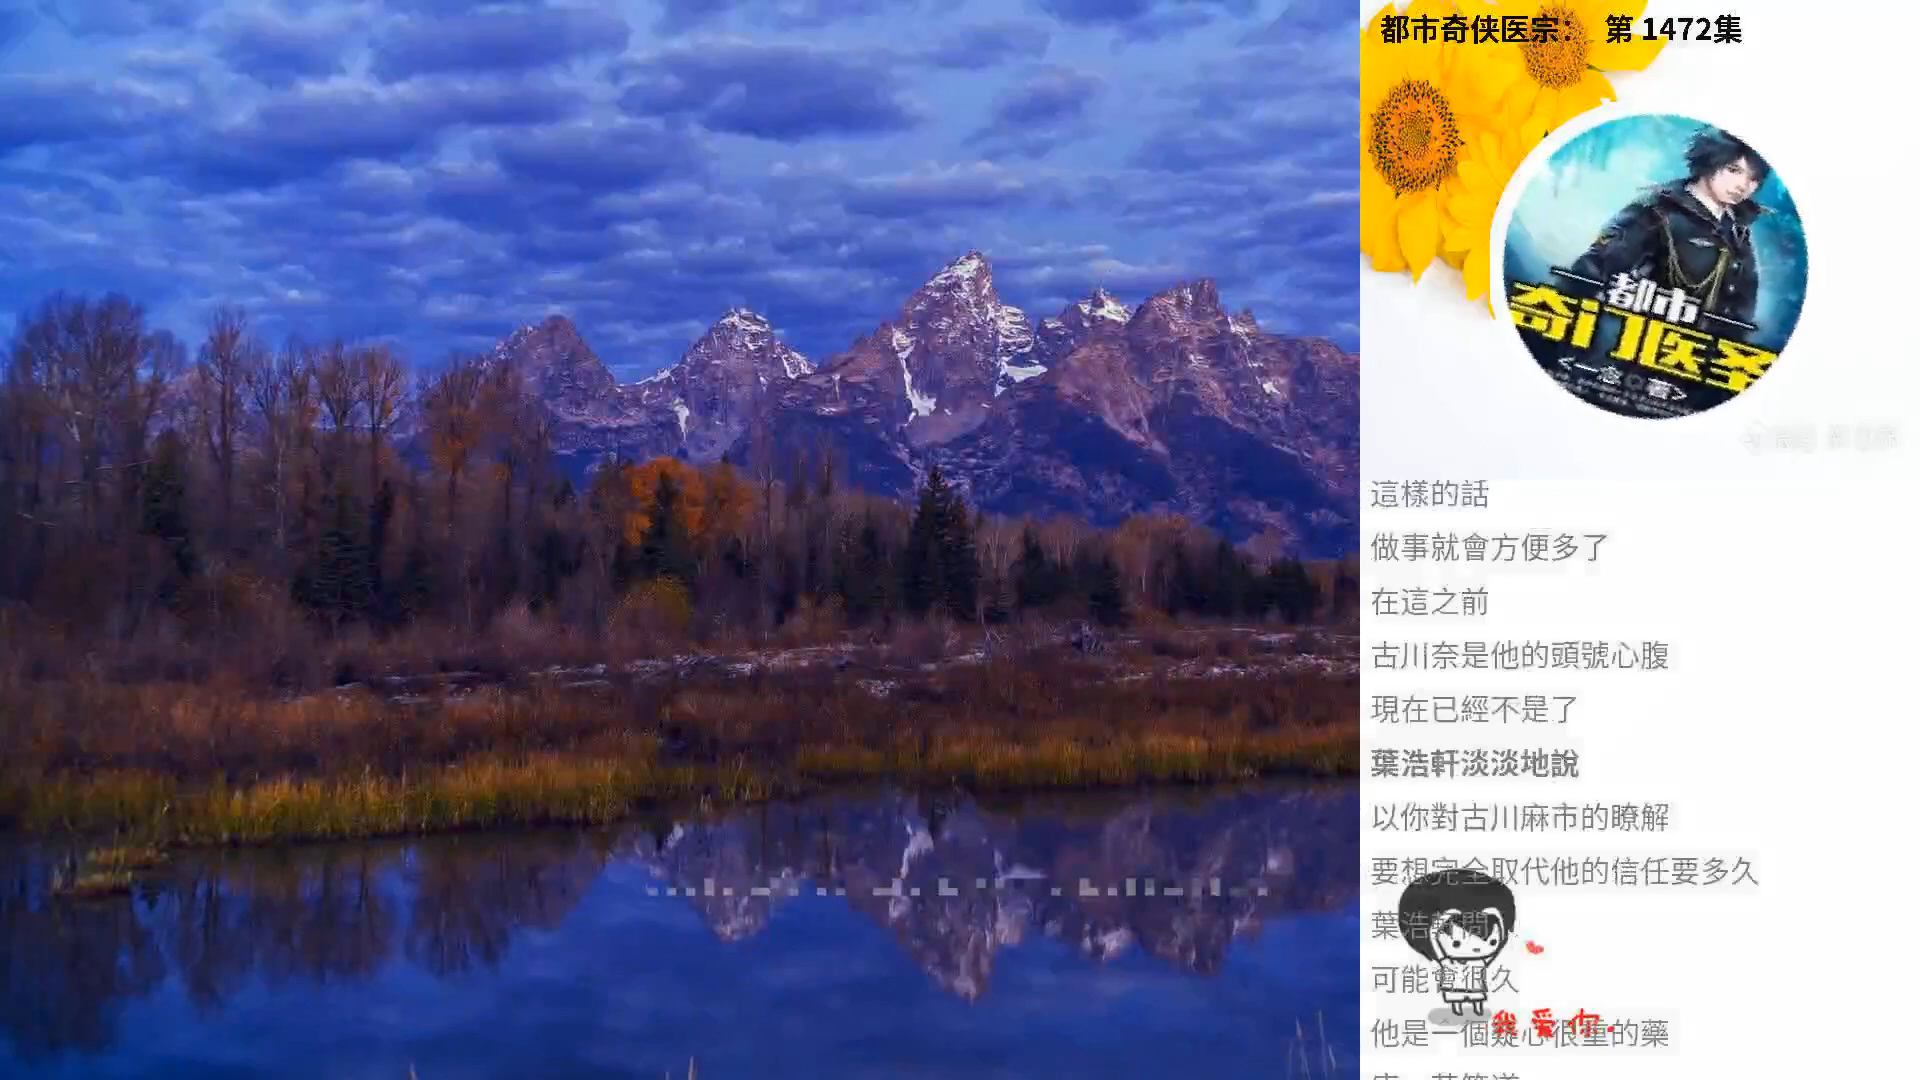 都市奇侠医宗： 第 1472集
都市
奇门医圣
<一念 著>
這樣的話
做事就會方便多了
在這之前
古川奈是他的頭號心腹
現在已經不是了
葉浩軒淡淡地說
以你對古川麻市的瞭解
要想完全取代他的信任要多久
葉浩軒問
可能會很久
他是一個疑心很重的藥
我爱你.